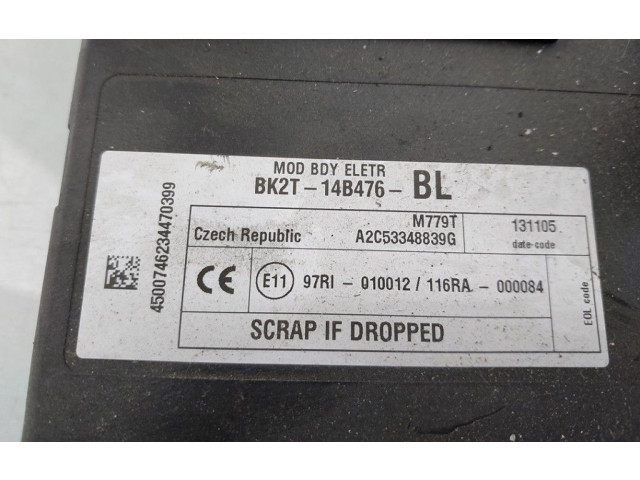 MOD BDY ELETR
BK2T-14B476-BL
4500746234470399
Czech Republic
M779T
A2C53348839G
131105
date-code
CE
E11 97RI - 010012 / 116RA - 000084
EOL code
SCRAP IF DROPPED